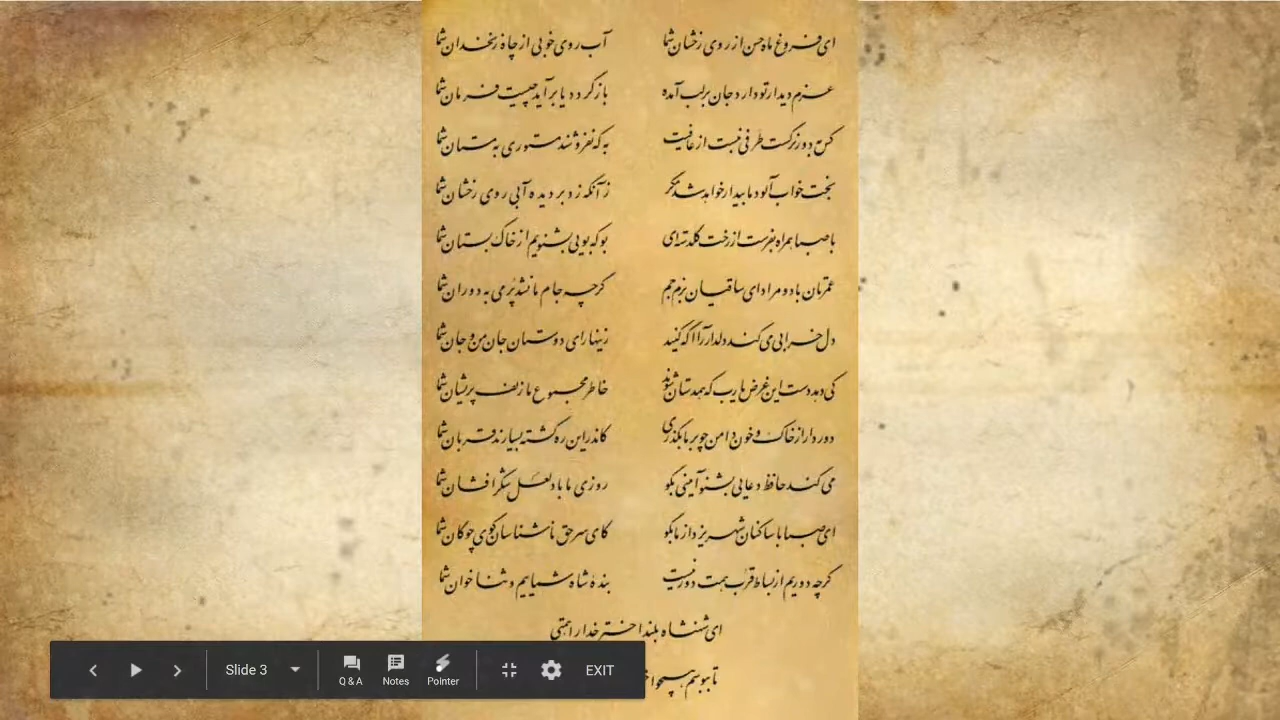 ای فروغ ماه حسن از روی رخشان شما آب روی خوبی از چاه زنخدان شما
عزم دیدار تو دارد جان بر لب آمده بازگردد یا برآید چیست فرمان شما
کس به دور نرگست طرفی نبست از عافیت به که نفروشند مستوری به مستان شما
بخت خواب آلود ما بیدار خواهد شد مگر زانکه زد بر دیده آبی روی رخشان شما
با صبا همراه بفرست از رخت گلدسته‌ای بو که بویی بشنویم از خاک بستان شما
عمرتان باد و مراد ای ساقیان بزم جم گرچه جام ما نشد پر می به دوران شما
دل خرابی می‌کند دلدار را آگه کنید زینهار ای دوستان جان من و جان شما
کی دهد دست این غرض یا رب که همدستان شوند خاطر مجموع ما زلف پریشان شما
دور دار از خاک و خون دامن چو بر ما بگذری کاندر این ره کشته بسیارند قربان شما
می‌کند حافظ دعایی بشنو آمینی بگو روزی ما باد لعل شکرافشان شما
ای صبا با ساکنان شهر یزد از ما بگو کای سر حق ناشناسان گوی چوگان شما
گرچه دوریم از بساط قرب همت دور نیست بنده شاه شماییم و ثناخوان شما
ای شهنشاه بلند اختر خدا را همتی
تا ببوسم همچو
Slide 3
Q & A Notes Pointer EXIT